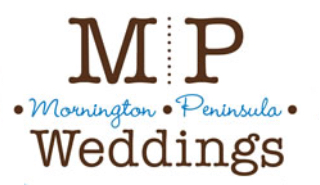 M P
• Mornington • Peninsula •
Weddings